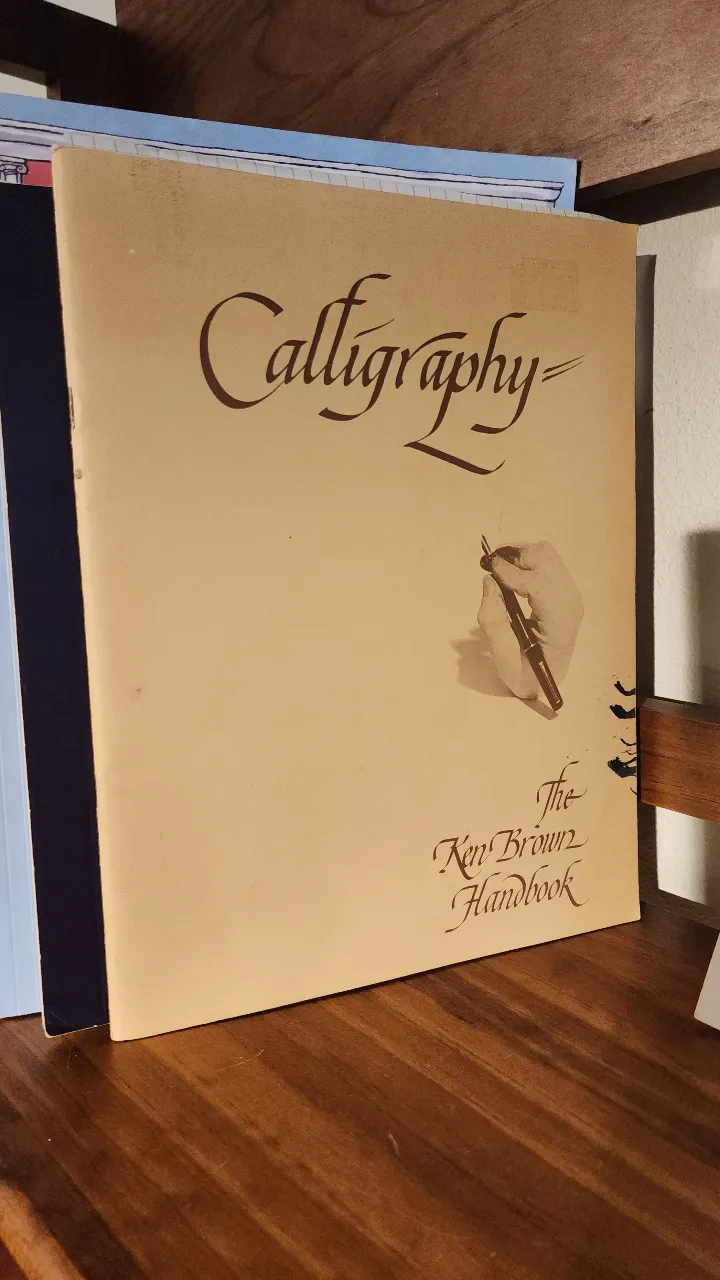 Calligraphy
The
Ken Brown
Handbook